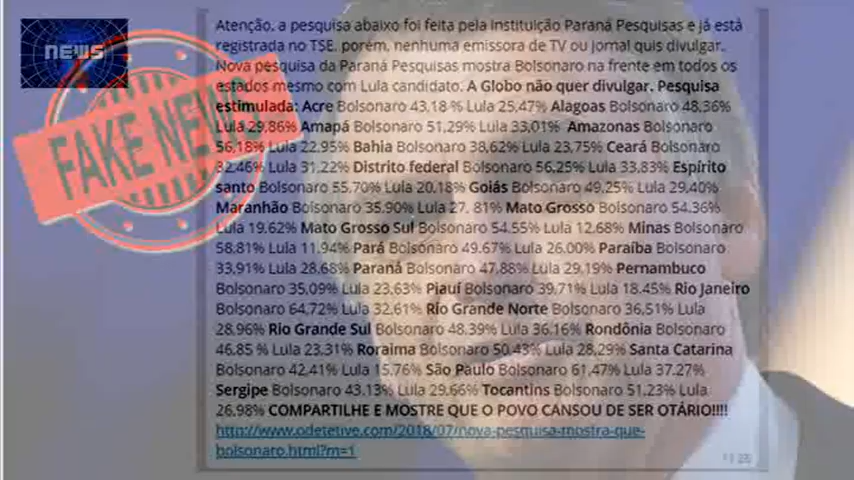 NEWS
FAKE NEWS
Atenção, a pesquisa abaixo foi feita pela instituição Paraná Pesquisas e já está
registrada no TSE, porém, nenhuma emissora de TV ou jornal quis divulgar.
Nova pesquisa da Paraná Pesquisas mostra Bolsonaro na frente em todos os
estados mesmo com Lula candidato. A Globo não quer divulgar. Pesquisa
estimulada: Acre Bolsonaro 43,18 % Lula 25,47% Alagoas Bolsonaro 48,36%
Lula 29,86% Amapá Bolsonaro 51,29% Lula 33,01% Amazonas Bolsonaro
56,18% Lula 22,95% Bahia Bolsonaro 38,62% Lula 23,75% Ceará Bolsonaro
32,46% Lula 31,22% Distrito federal Bolsonaro 56,25% Lula 33,83% Espírito
santo Bolsonaro 55,70% Lula 20,18% Goiás Bolsonaro 49,25% Lula 29,40%
Maranhão Bolsonaro 35,90% Lula 27, 81% Mato Grosso Bolsonaro 54,36%
Lula 19.62% Mato Grosso Sul Bolsonaro 54.55% Lula 12.68% Minas Bolsonaro
58,81% Lula 11,94% Pará Bolsonaro 49,67% Lula 26.00% Paraíba Bolsonaro
33,91% Lula 28,68% Paraná Bolsonaro 47,88% Lula 29,19% Pernambuco
Bolsonaro 35,09% Lula 23,63% Piauí Bolsonaro 39,71% Lula 18.45% Rio Janeiro
Bolsonaro 64,72% Lula 32,61% Rio Grande Norte Bolsonaro 36,51% Lula
28,96% Rio Grande Sul Bolsonaro 48,39% Lula 36,16% Rondônia Bolsonaro
46,85 % Lula 23,31% Roraima Bolsonaro 50,43% Lula 28,29% Santa Catarina
Bolsonaro 42,41% Lula 15,76% São Paulo Bolsonaro 61,47% Lula 37,27%
Sergipe Bolsonaro 43,13% Lula 29,66% Tocantins Bolsonaro 51,23% Lula
26,98% COMPARTILHE E MOSTRE QUE O POVO CANSOU DE SER OTÁRIO!!!!
http://www.odetetive.com/2018/07/nova-pesquisa-mostra-que-
bolsonaro.html?m=1